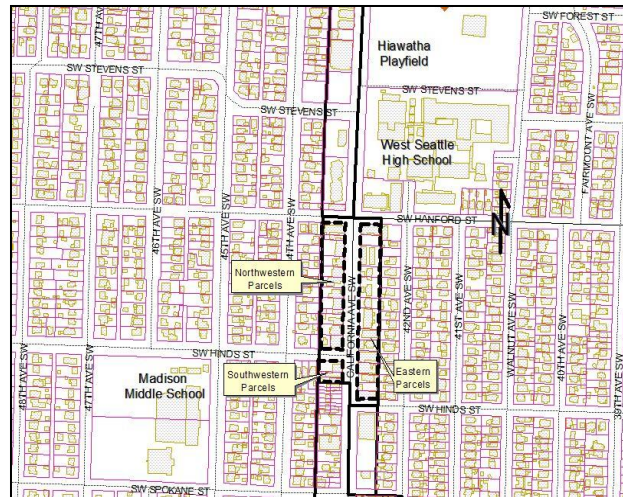 SW FOREST ST
47TH AVE SW
Hiawatha
Playfield
SW STEVENS ST
SW STEVENS ST
SW STEVENS ST
FAIRMOUNT AVE SW
West Seattle
High School
46TH AVE SW
45TH AVE SW
44TH AVE SW
SW HANFORD ST
N
Northwestern
Parcels
CALIFORNIA AVE SW
42ND AVE SW
41ST AVE SW
WALNUT AVE SW
40TH AVE SW
39TH AVE SW
SW HINDS ST
Southwestern
Parcels
Eastern
Parcels
Madison
Middle School
48TH AVE SW
47TH AVE SW
SW HINDS ST
SW SPOKANE ST